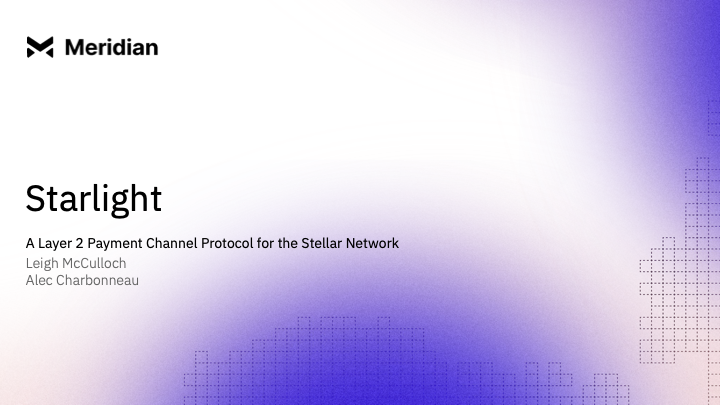 Meridian
Starlight
A Layer 2 Payment Channel Protocol for the Stellar Network
Leigh McCulloch
Alec Charbonneau